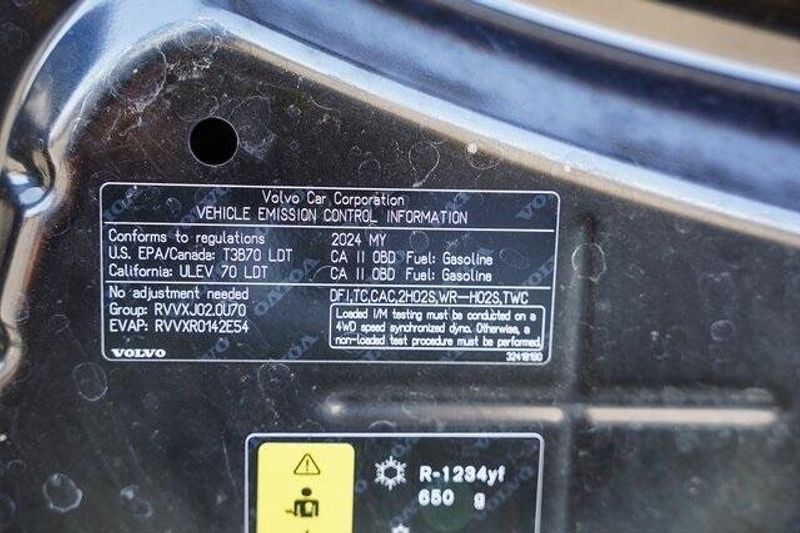 Volvo Car Corporation
VEHICLE EMISSION CONTROL INFORMATION
Conforms to regulations 2024 MY
U.S. EPA/Canada: T3B70 LDT CA II OBD Fuel: Gasoline
California: ULEV 70 LDT CA II OBD Fuel: Gasoline
No adjustment needed DFI,TC,CAC,2HO2S,WR-HO2S,TWC
Group: RVVXJ02.0U70
EVAP: RVVXR0142E54
Loaded I/M testing must be conducted on a
4WD speed synchronized dyno. Otherwise, a
non-loaded test procedure must be performed.
VOLVO
R-1234yf
650 g